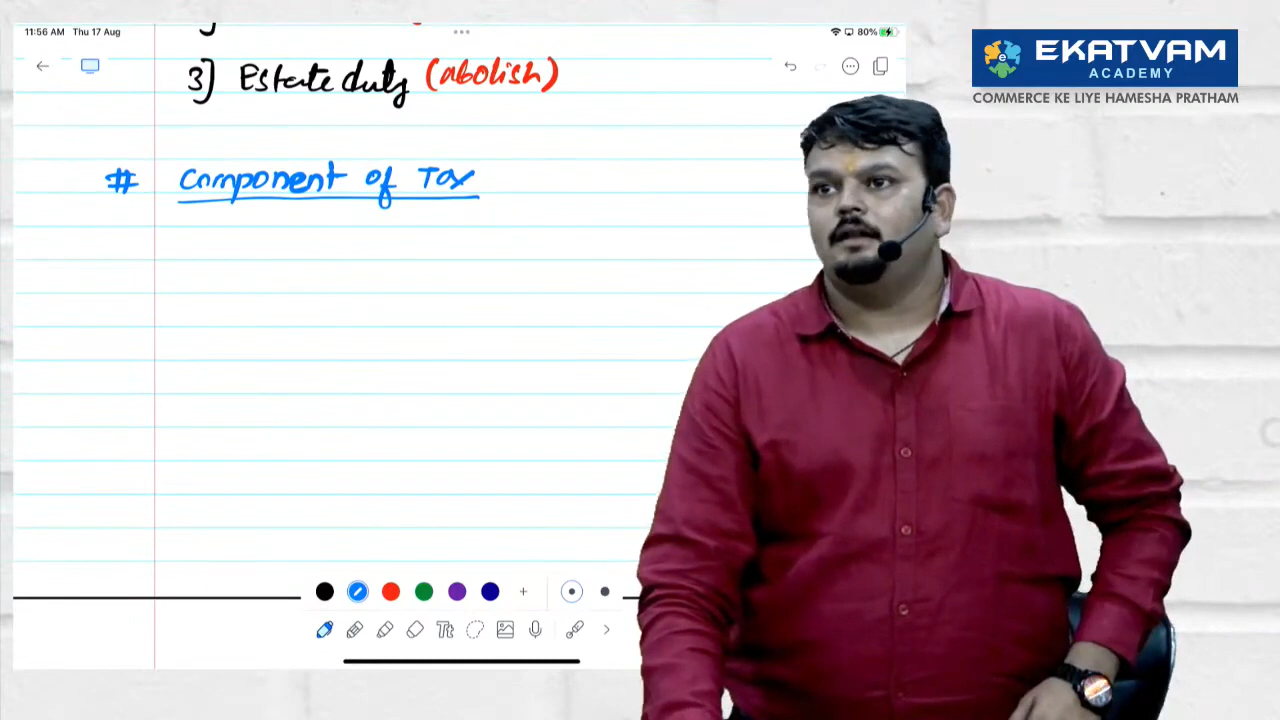 11:56 AM Thu 17 Aug
80%
EKATVAM
ACADEMY
COMMERCE KE LIYE HAMESHA PRATHAM
3] Estate duty (abolish)
# Component of Tax
Tt